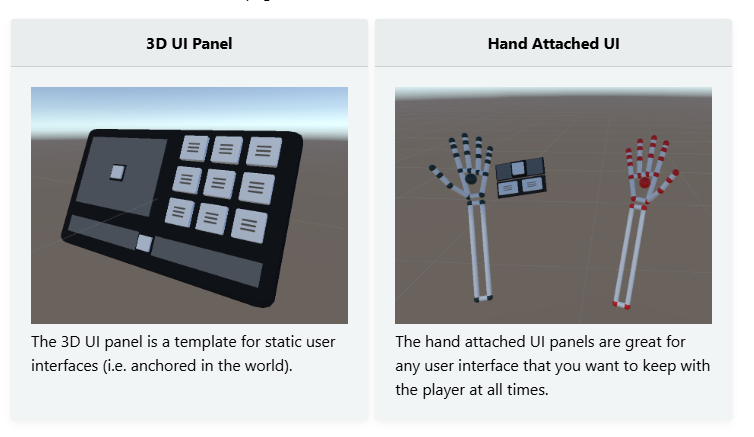 3D UI Panel
The 3D UI panel is a template for static user
interfaces (i.e. anchored in the world).
Hand Attached UI
The hand attached UI panels are great for
any user interface that you want to keep with
the player at all times.